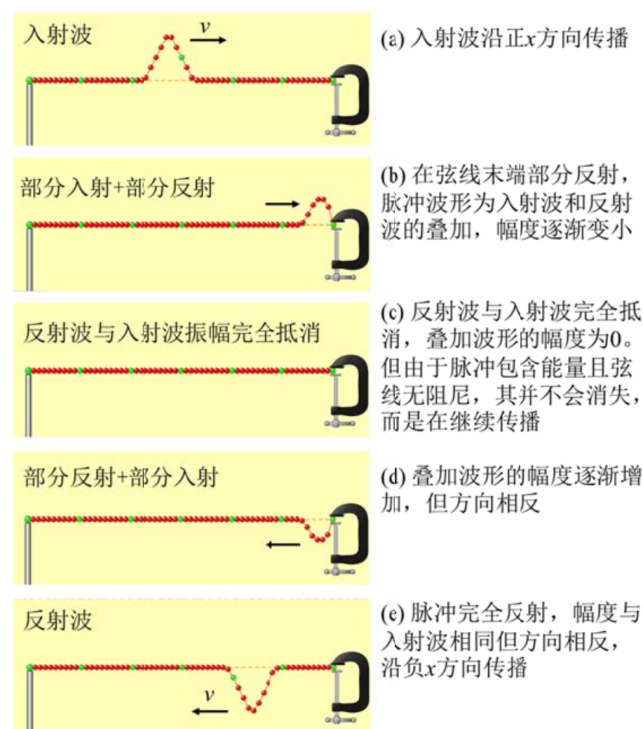 入射波
v
(a) 入射波沿正x方向传播
部分入射+部分反射
(b) 在弦线末端部分反射，
脉冲波形为入射波和反射
波的叠加，幅度逐渐变小
反射波与入射波振幅完全抵消
(c) 反射波与入射波完全抵
消，叠加波形的幅度为0。
但由于脉冲包含能量且弦
线无阻尼，其并不会消失，
而是在继续传播
部分反射+部分入射
(d) 叠加波形的幅度逐渐增
加，但方向相反
反射波
v
(e) 脉冲完全反射，幅度与
入射波相同但方向相反，
沿负x方向传播